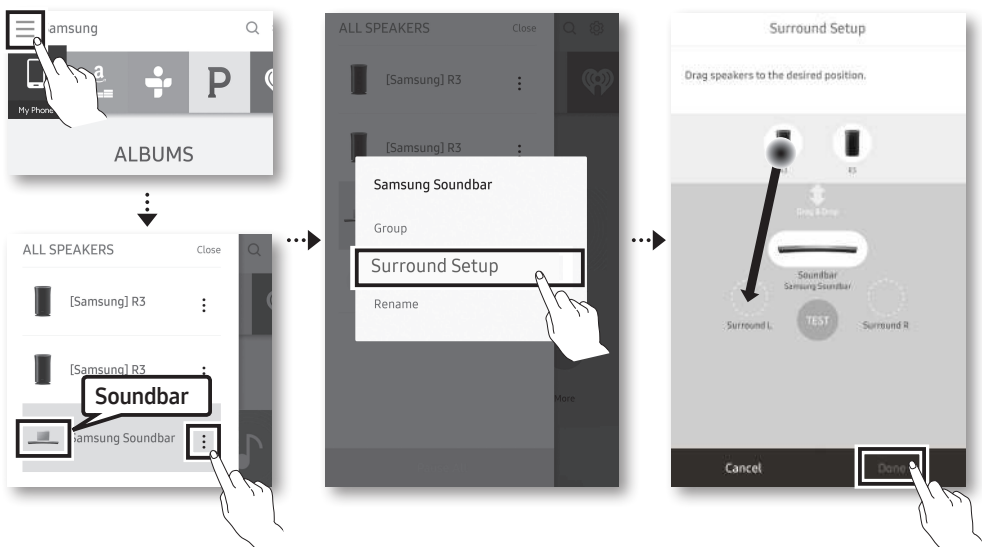 amsung
a
P
My Phone
ALBUMS
ALL SPEAKERS Close
[Samsung] R3
[Samsung] R3
Soundbar
Samsung Soundbar
ALL SPEAKERS Close
[Samsung] R3
[Samsung] R3
Samsung Soundbar
Group
Surround Setup
Rename
More
Surround Setup
Drag speakers to the desired position.
R3
Drag & Drop
Soundbar
Samsung Soundbar
Surround L
TEST
Surround R
Cancel
Done